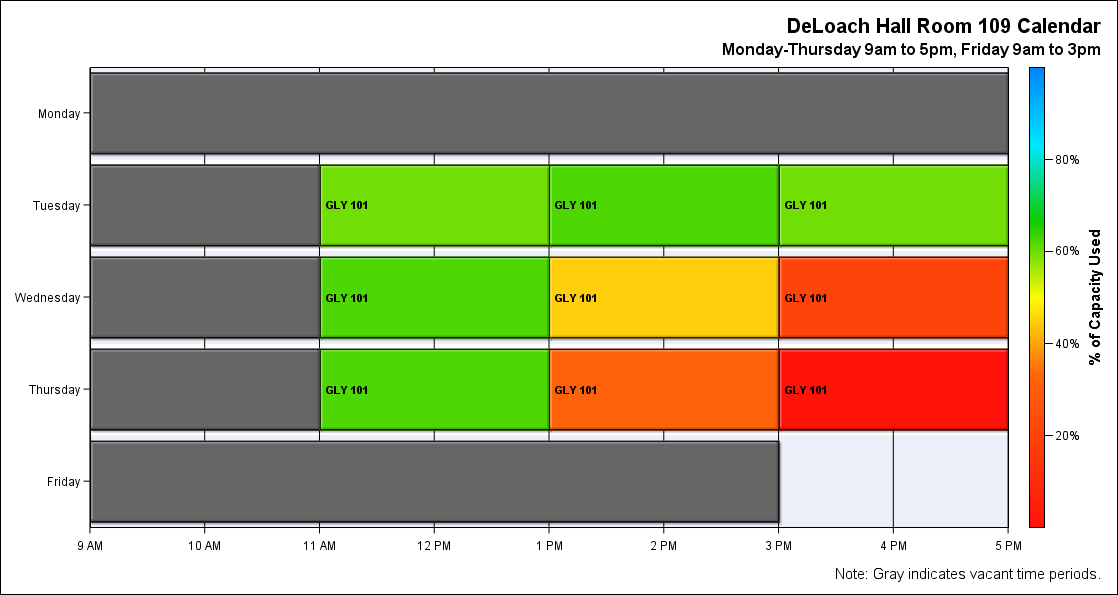 DeLoach Hall Room 109 Calendar
Monday-Thursday 9am to 5pm, Friday 9am to 3pm
Monday
80%
Tuesday
GLY 101
GLY 101
GLY 101
60%
% of Capacity Used
Wednesday
GLY 101
GLY 101
GLY 101
40%
Thursday
GLY 101
GLY 101
GLY 101
20%
Friday
9 AM
10 AM
11 AM
12 PM
1 PM
2 PM
3 PM
4 PM
5 PM
Note: Gray indicates vacant time periods.